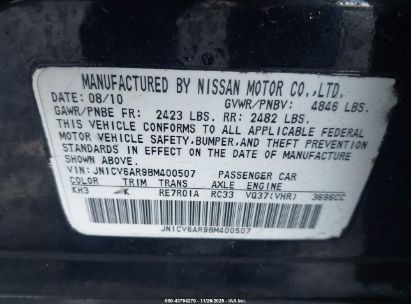 MANUFACTURED BY NISSAN MOTOR CO.,LTD.
DATE: 08/10 GVWR/PNBV: 4846 LBS.
GAWR/PNBE FR: 2423 LBS. RR: 2482 LBS.
THIS VEHICLE CONFORMS TO ALL APPLICABLE FEDERAL
MOTOR VEHICLE SAFETY, BUMPER, AND THEFT PREVENTION
STANDARDS IN EFFECT ON THE DATE OF MANUFACTURE
SHOWN ABOVE.
VIN: JN1CV6AR9BM400507 PASSENGER CAR
COLOR TRIM TRANS AXLE ENGINE
KH3 K RE7R01A RC33 VQ37(VHR) 3696CC
JN1CV6AR9BM400507